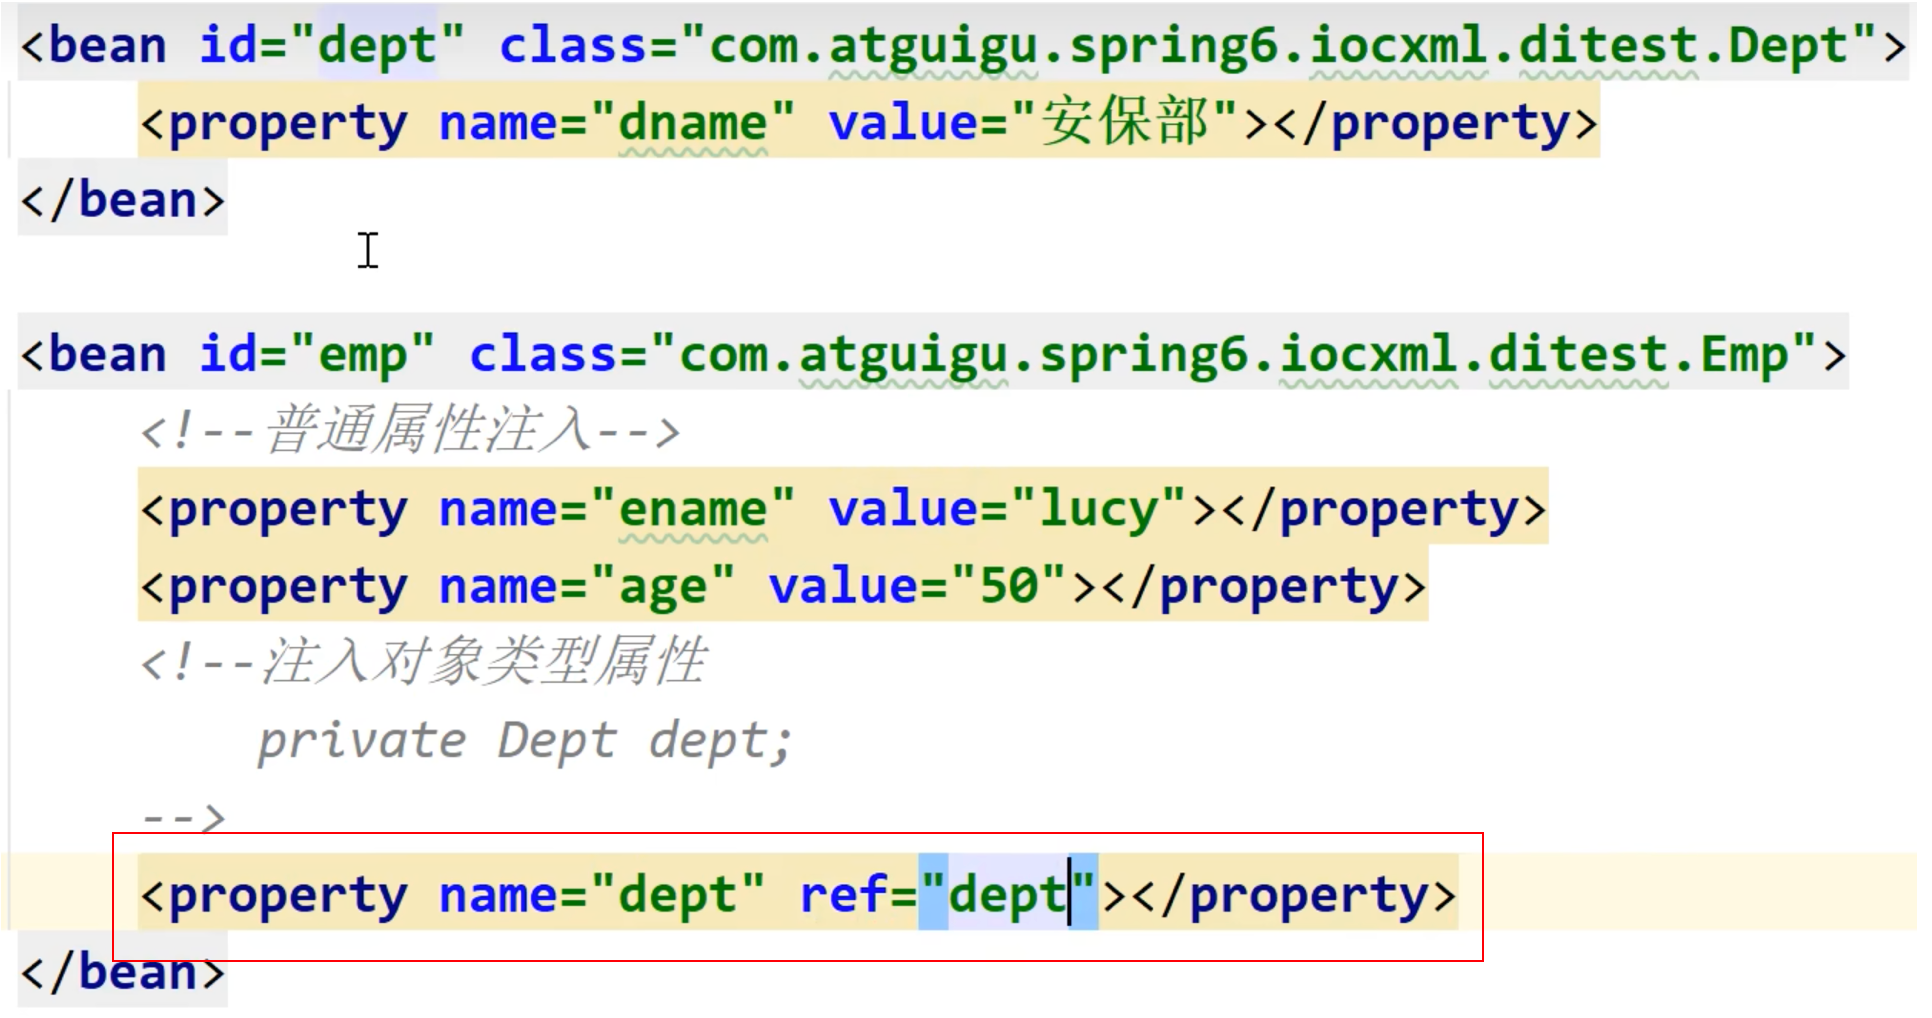 <bean id="dept" class="com.atguigu.spring6.iocxml.ditest.Dept">
<property name="dname" value="安保部"></property>
</bean>
<bean id="emp" class="com.atguigu.spring6.iocxml.ditest.Emp">
<!--普通属性注入-->
<property name="ename" value="lucy"></property>
<property name="age" value="50"></property>
<!--注入对象类型属性
private Dept dept;
-->
<property name="dept" ref="dept"></property>
</bean>